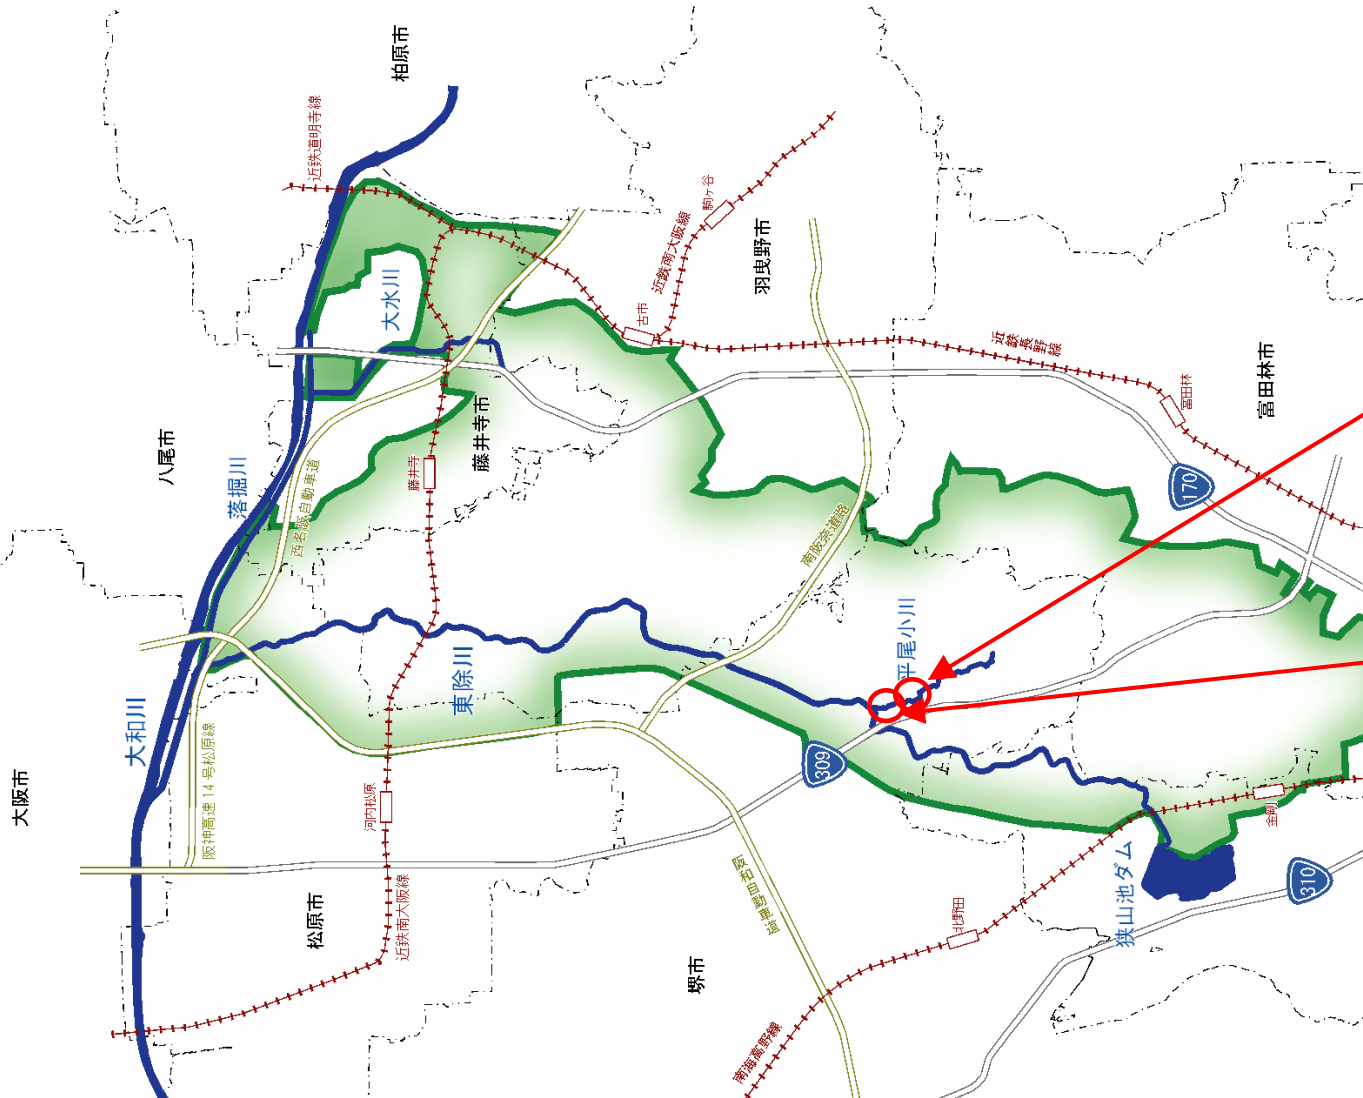 柏原市
近鉄道明寺線
駒ヶ谷
近鉄南大阪線
羽曳野市
大水川
古市
近鉄長野線
富田林
富田林市
八尾市
落堀川
西名阪自動車道
藤井寺
藤井寺市
170
南阪奈道路
平尾小川
東除川
大和川
大阪市
阪神高速14号松原線
河内松原
309
金剛
狭山池ダム
310
阪和自動車道
松原市
近鉄南大阪線
北野田
堺市
南海高野線